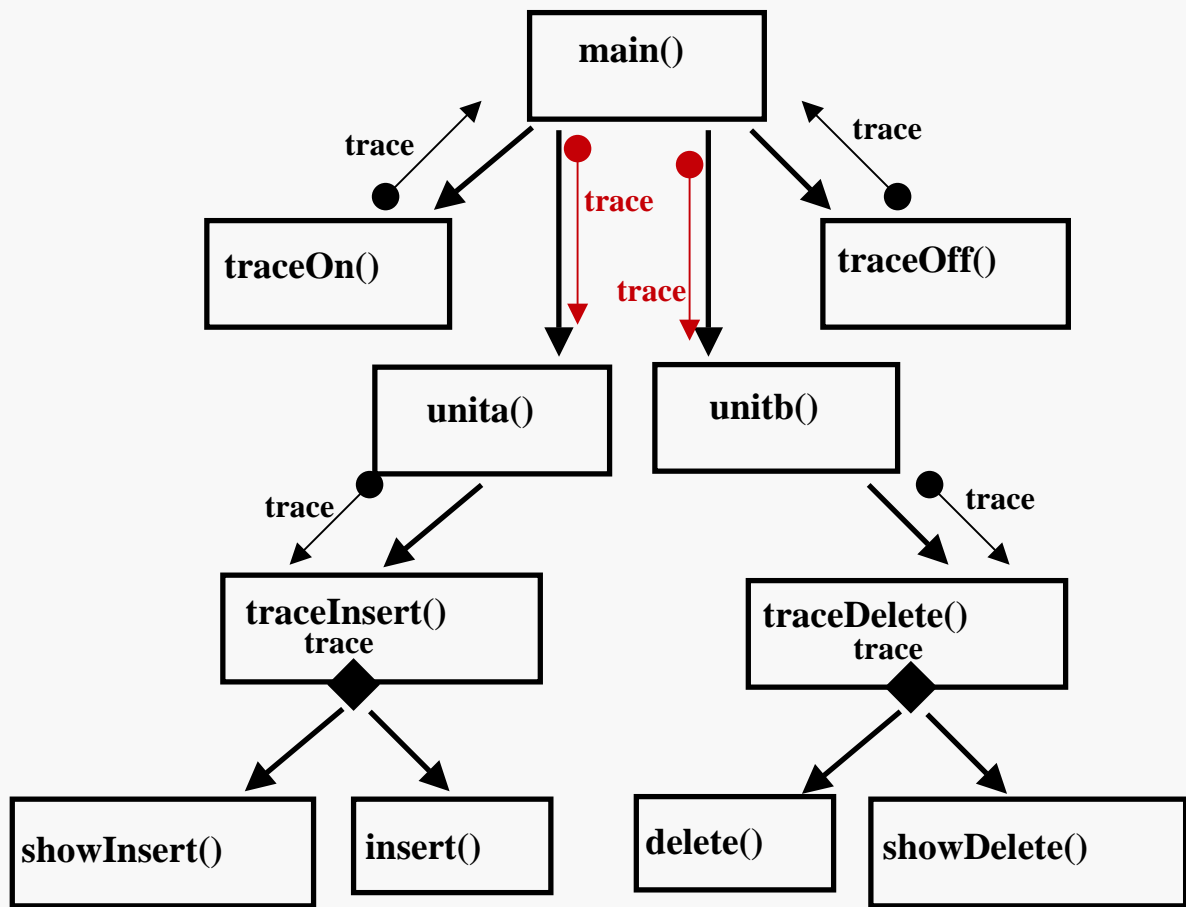 main()
trace
trace
trace
trace
traceOn()
traceOff()
unita()
unitb()
trace
trace
traceInsert()
trace
traceDelete()
trace
showInsert()
insert()
delete()
showDelete()